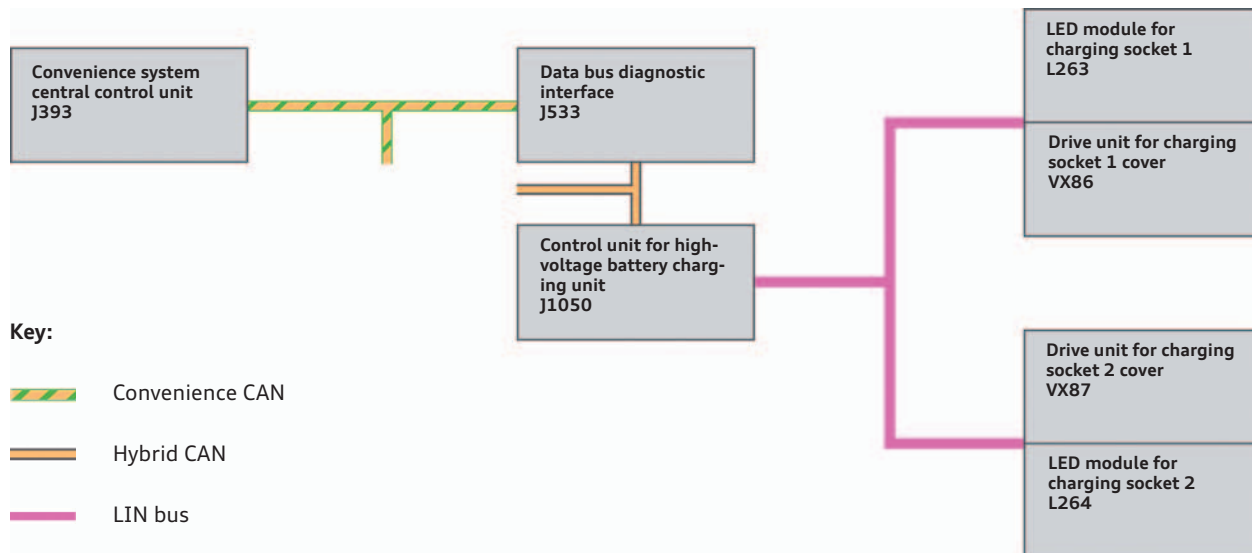 Convenience system
central control unit
J393
Data bus diagnostic
interface
J533
LED module for
charging socket 1
L263
Drive unit for charging
socket 1 cover
VX86
Control unit for high-
voltage battery charg-
ing unit
J1050
Drive unit for charging
socket 2 cover
VX87
LED module for
charging socket 2
L264
Key:
Convenience CAN
Hybrid CAN
LIN bus